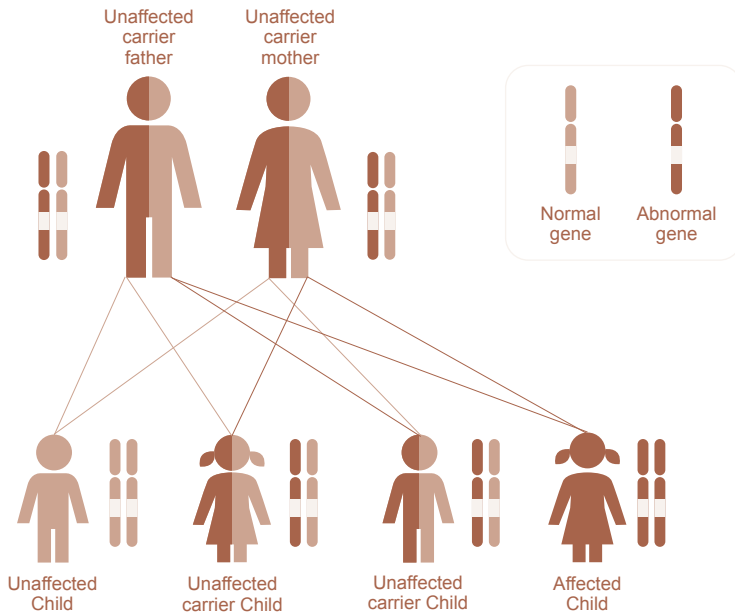 Unaffected
carrier
father
Unaffected
carrier
mother
Normal
gene
Abnormal
gene
Unaffected
Child
Unaffected
carrier Child
Unaffected
carrier Child
Affected
Child